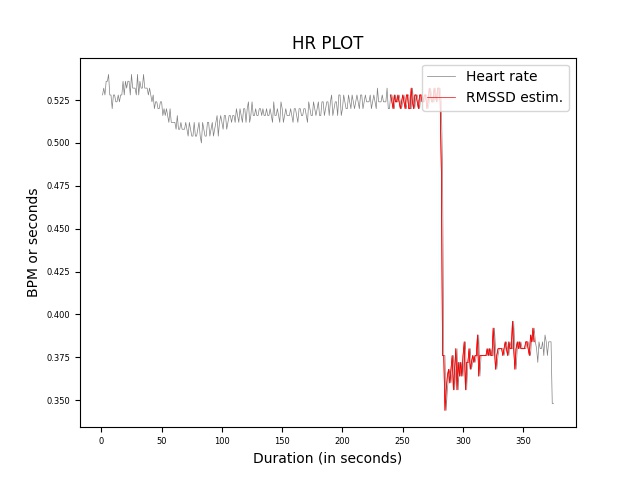 HR PLOT
Heart rate
RMSSD estim.
BPM or seconds
0.525
0.500
0.475
0.450
0.425
0.400
0.375
0.350
0 50 100 150 200 250 300 350
Duration (in seconds)